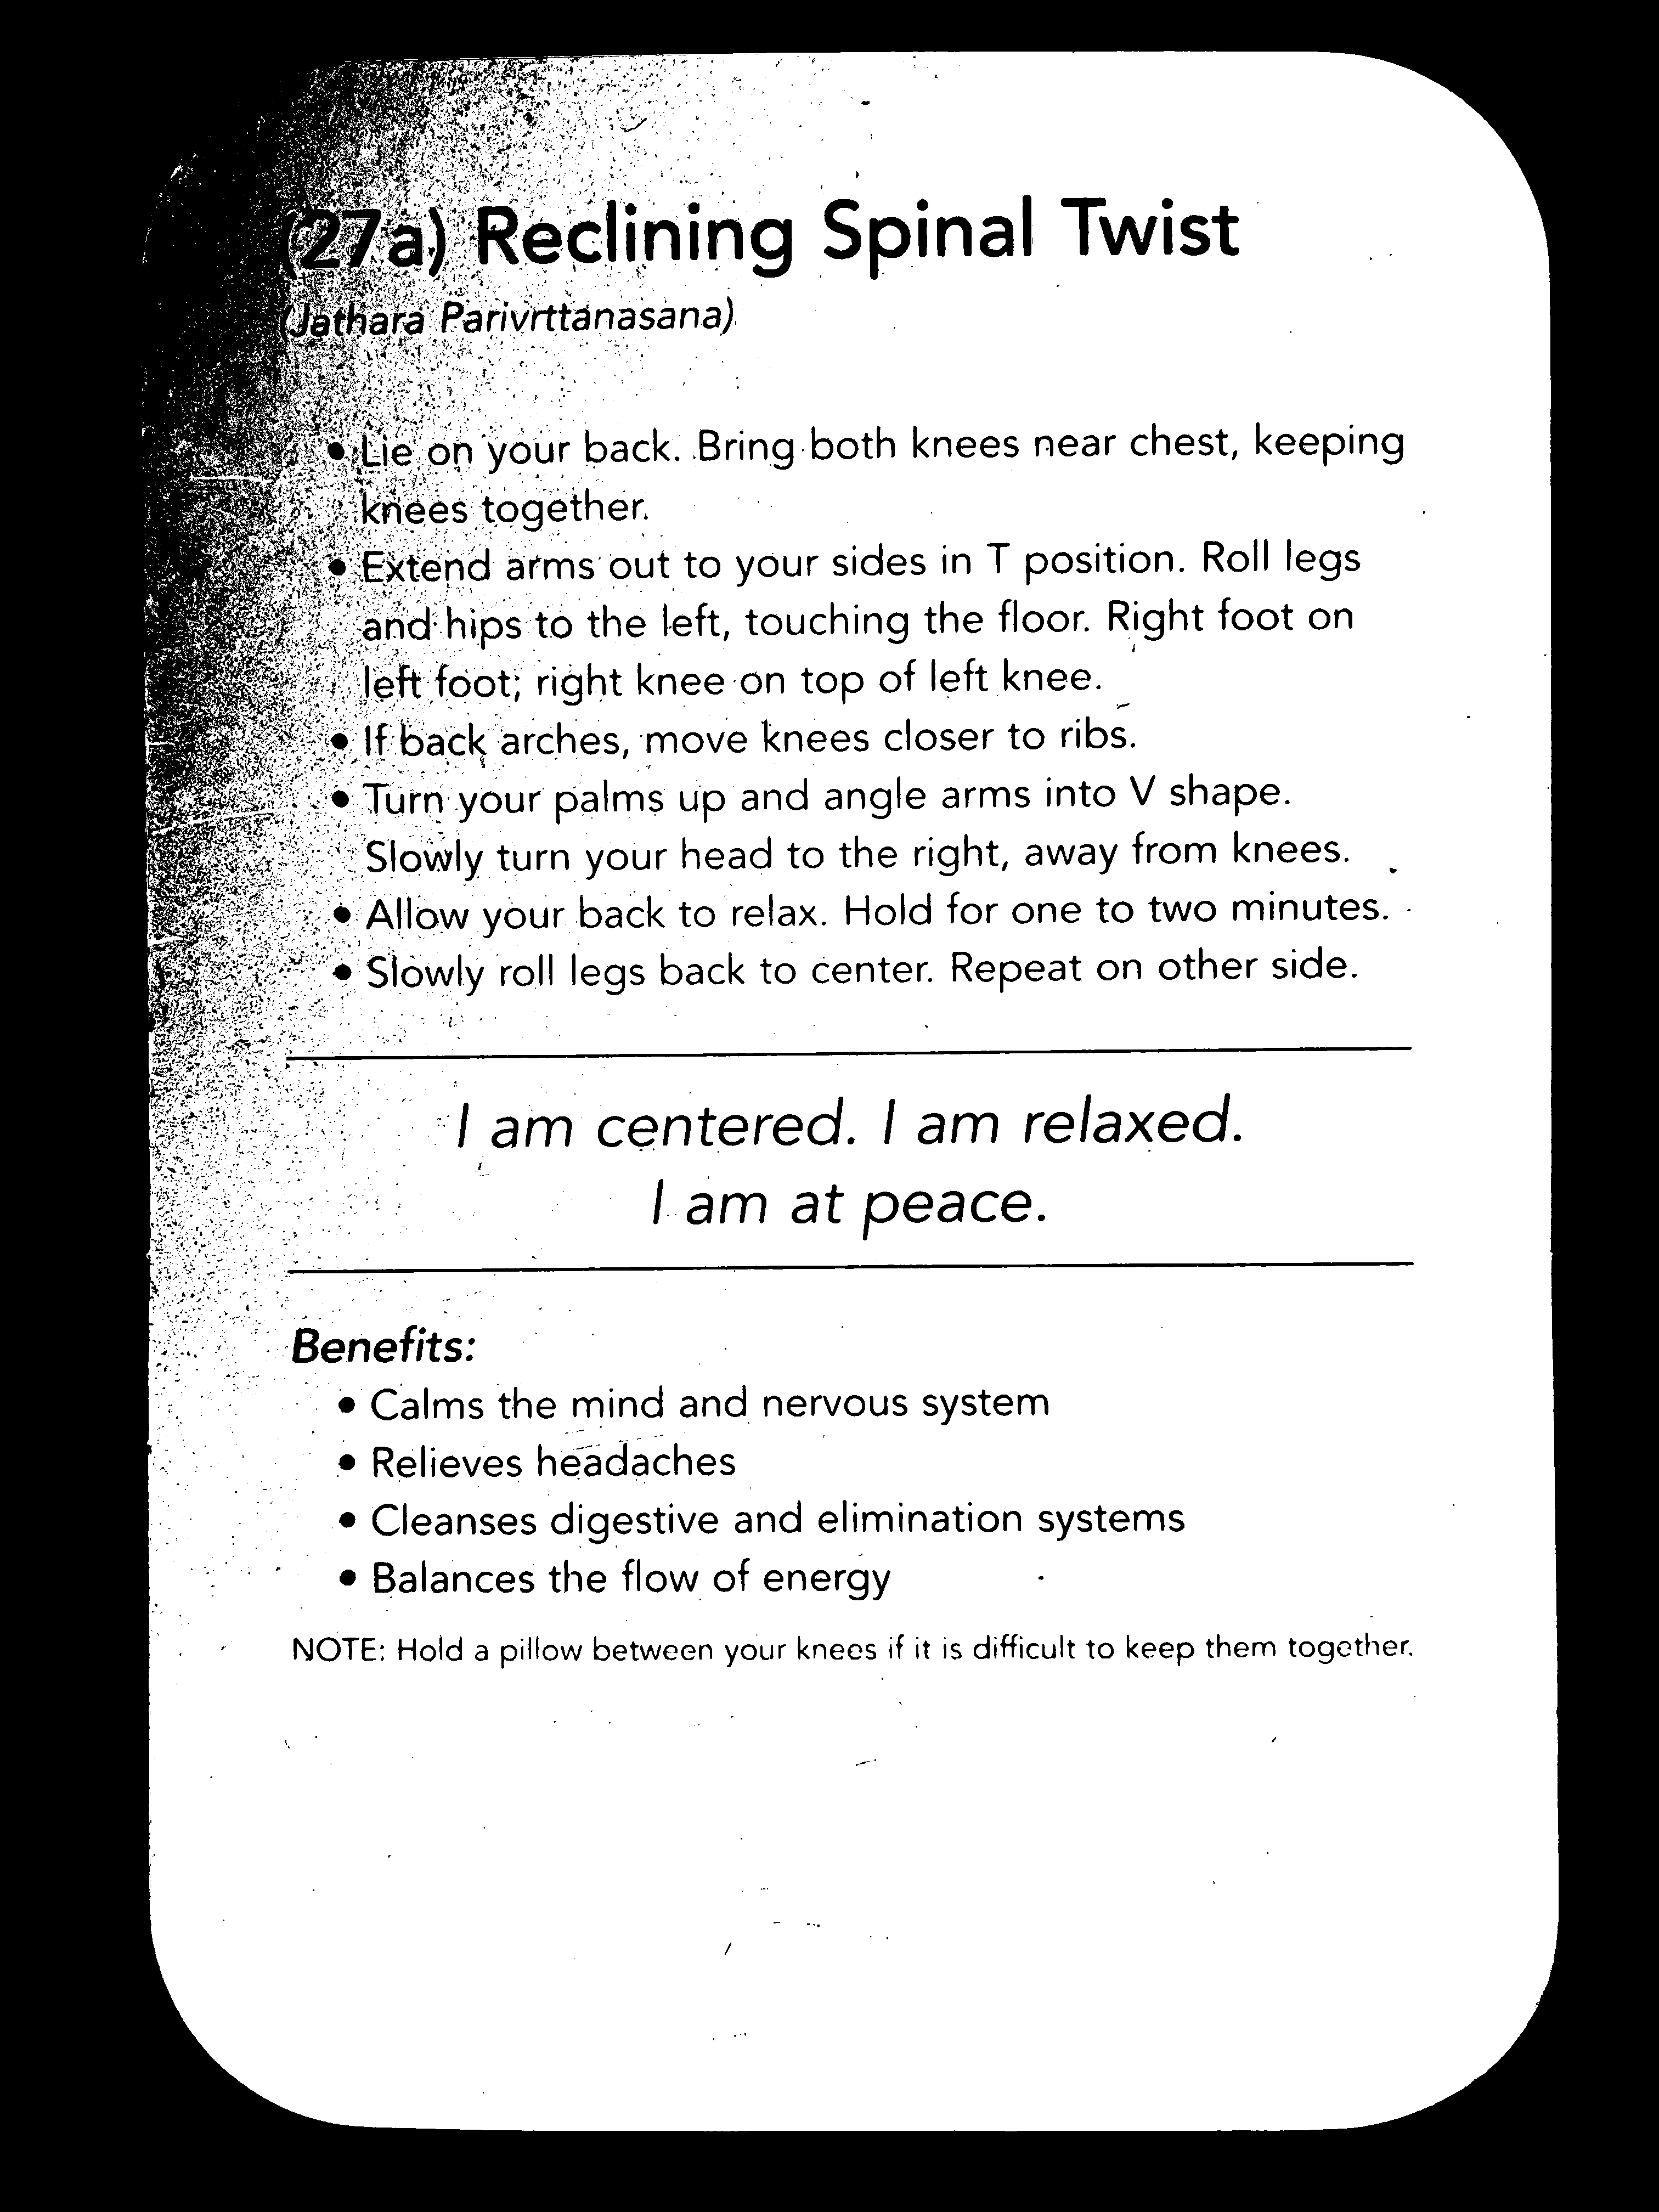 (27a) Reclining Spinal Twist
(Jathara Parivrttanasana)
• Lie on your back. Bring both knees near chest, keeping
knees together.
• Extend arms out to your sides in T position. Roll legs
and hips to the left, touching the floor. Right foot on
left foot; right knee on top of left knee.
• If back arches, move knees closer to ribs.
• Turn your palms up and angle arms into V shape.
Slowly turn your head to the right, away from knees.
• Allow your back to relax. Hold for one to two minutes.
• Slowly roll legs back to center. Repeat on other side.
I am centered. I am relaxed.
I am at peace.
Benefits:
• Calms the mind and nervous system
• Relieves headaches
• Cleanses digestive and elimination systems
• Balances the flow of energy
NOTE: Hold a pillow between your knees if it is difficult to keep them together.